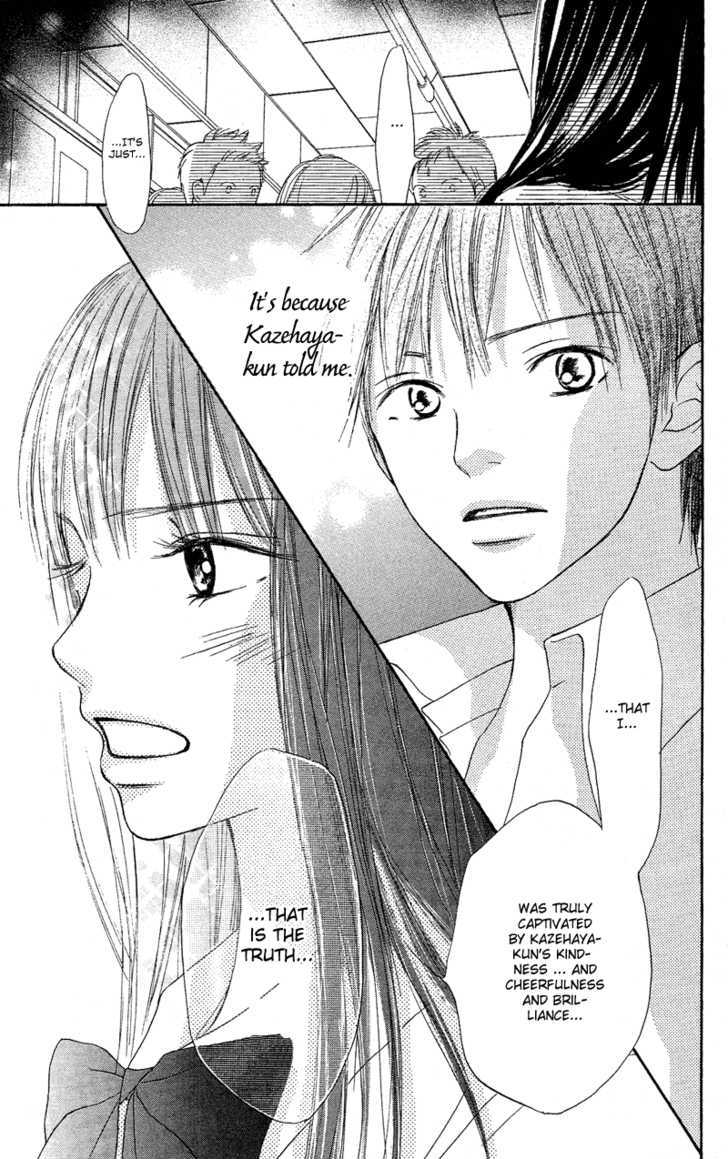 ...
...IT'S
JUST...
It's because
Kazehaya-
kun told me.
...THAT
I...
WAS TRULY
CAPTIVATED
BY KAZEHAYA-
KUN'S KIND-
NESS ... AND
CHEERFULNESS
AND BRIL-
LIANCE...
...THAT
IS THE
TRUTH...